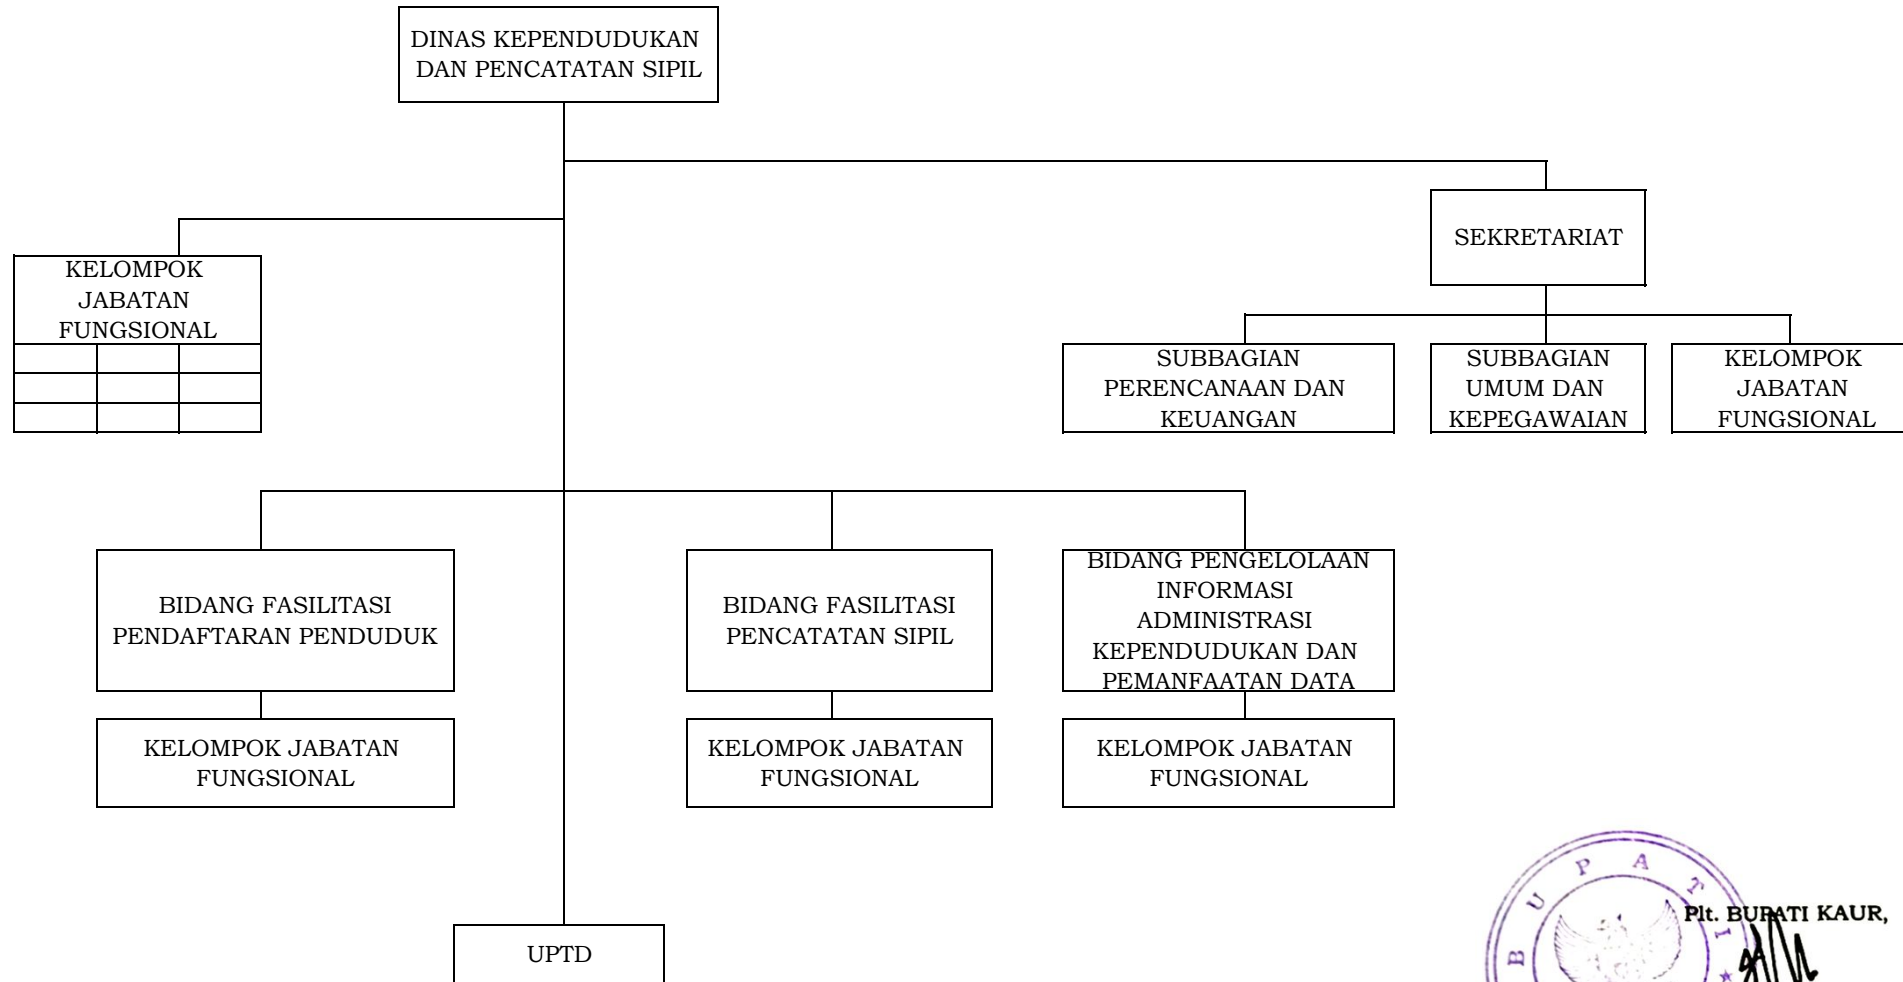 DINAS KEPENDUDUKAN
DAN PENCATATAN SIPIL
SEKRETARIAT
KELOMPOK
JABATAN
FUNGSIONAL
SUBBAGIAN
PERENCANAAN DAN
KEUANGAN
SUBBAGIAN
UMUM DAN
KEPEGAWAIAN
KELOMPOK
JABATAN
FUNGSIONAL
BIDANG FASILITASI
PENDAFTARAN PENDUDUK
BIDANG FASILITASI
PENCATATAN SIPIL
BIDANG PENGELOLAAN
INFORMASI
ADMINISTRASI
KEPENDUDUKAN DAN
PEMANFAATAN DATA
KELOMPOK JABATAN
FUNGSIONAL
KELOMPOK JABATAN
FUNGSIONAL
KELOMPOK JABATAN
FUNGSIONAL
UPTD
BUPATI
Plt. BUPATI KAUR,